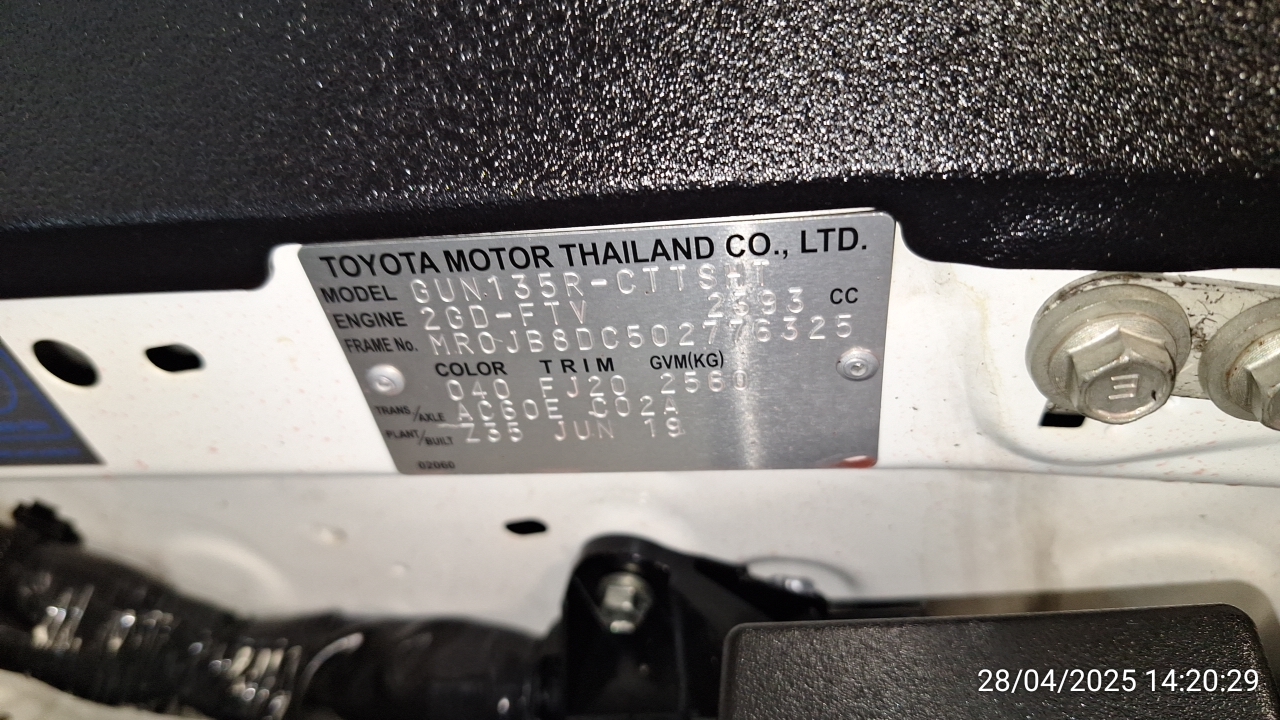 TOYOTA MOTOR THAILAND CO., LTD.
MODEL GUN135R-CTTSHT
ENGINE 2GD-FTV 2393 CC
FRAME No. MR0JB8DC502776325
COLOR TRIM GVM(KG)
040 FJ20 2560
TRANS/AXLE AC60E C02A
PLANT/BUILT Z35 JUN 19
02060
28/04/2025 14:20:29